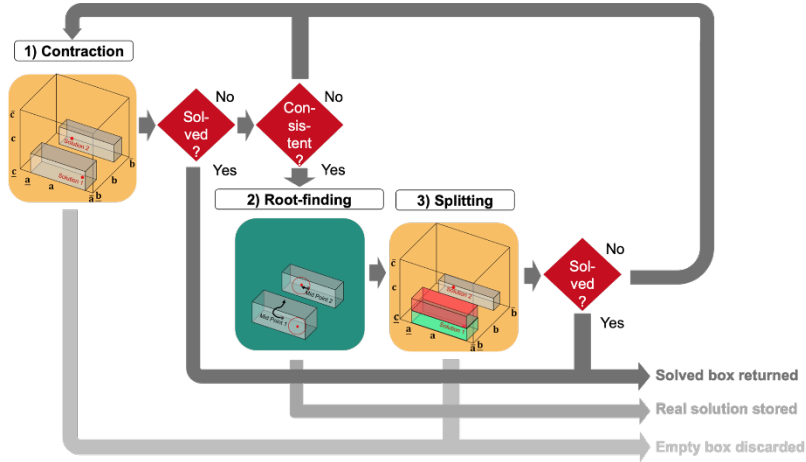 1) Contraction
No
No
Sol-
ved
?
Con-
sis-
tent
?
c̄
c
c̲
a̲
a
ā
b̲
b
b̄
Solution 2
Solution 1
Yes
Yes
2) Root-finding
3) Splitting
Mid Point 2
Mid Point 1
c̄
c
c̲
a̲
a
ā
b̲
b
b̄
Solution 2
Solution 1
No
Sol-
ved
?
Yes
Solved box returned
Real solution stored
Empty box discarded